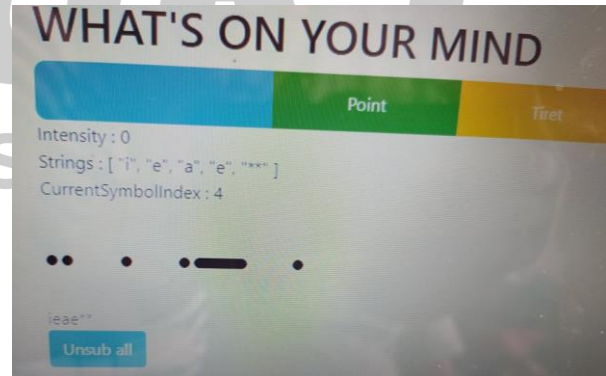 WHAT'S ON YOUR MIND
Point Tiret
Intensity : 0
Strings : [ "i", "e", "a", "e", "**" ]
CurrentSymbolIndex : 4
ieae**
Unsub all